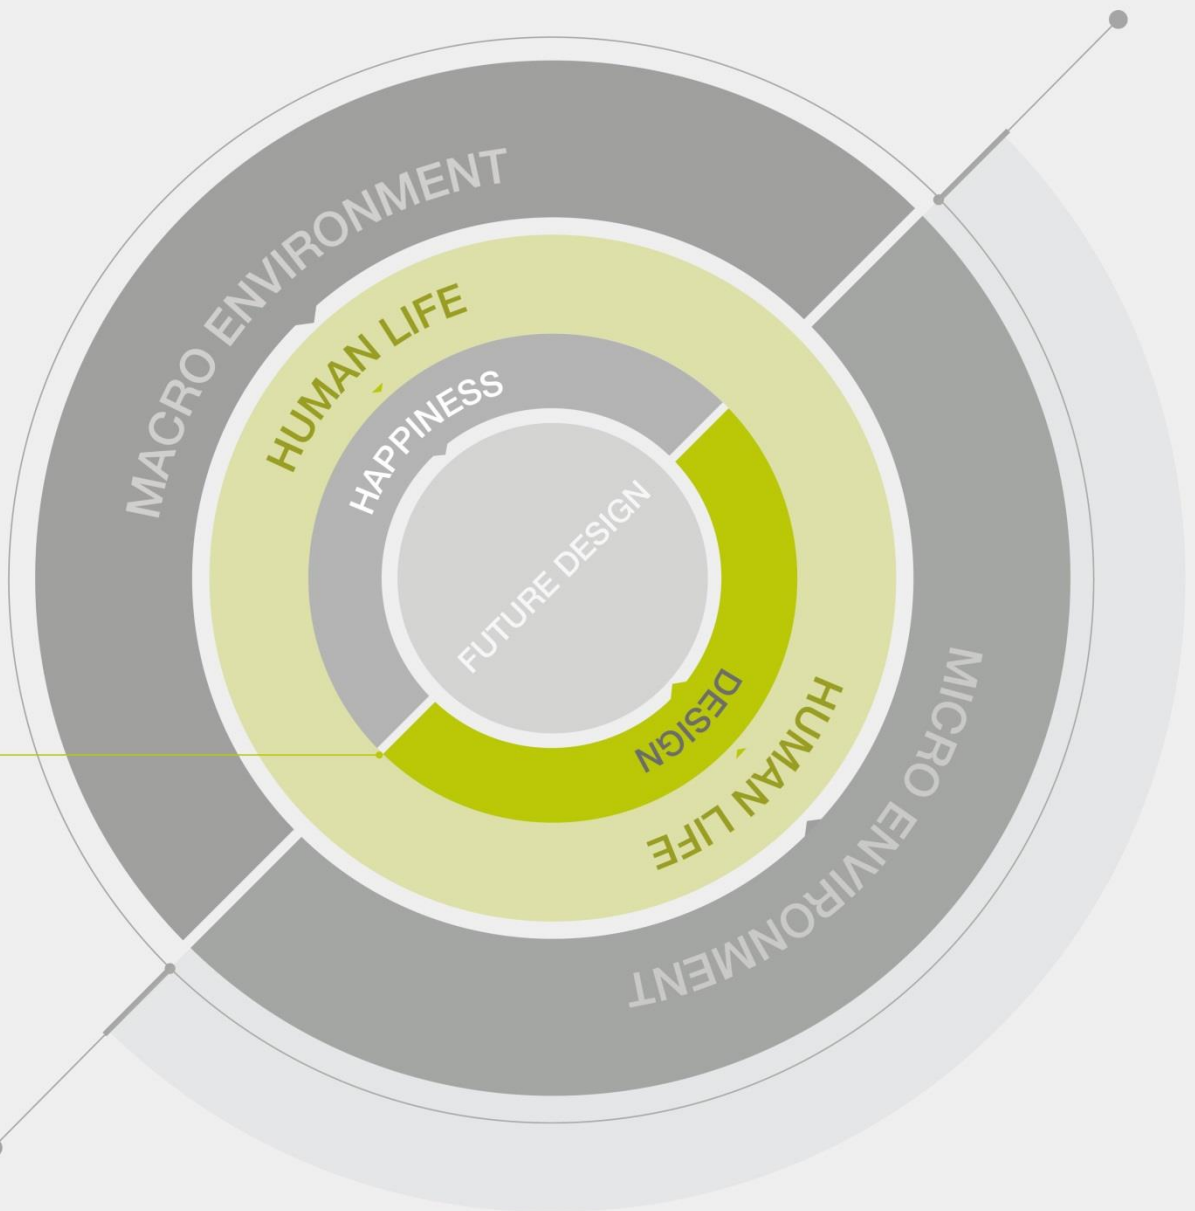 MACRO ENVIRONMENT
HUMAN LIFE
HAPPINESS
FUTURE DESIGN
DESIGN
HUMAN LIFE
MICRO ENVIRONMENT